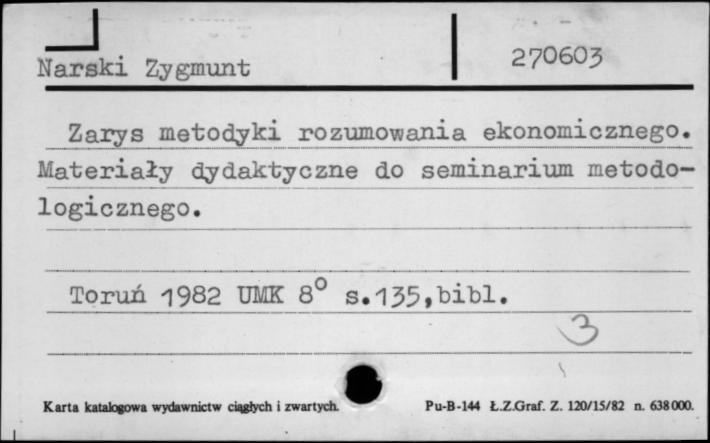 Narski Zygmunt 270603
Zarys metodyki rozumowania ekonomicznego.
Materiały dydaktyczne do seminarium metodo-
logicznego.
Toruń 1982 UMK 8° s.135,bibl.
3
Karta katalogowa wydawnictw ciągłych i zwartych. Pu-B-144 Ł.Z.Graf. Z. 120/15/82 n. 638000.